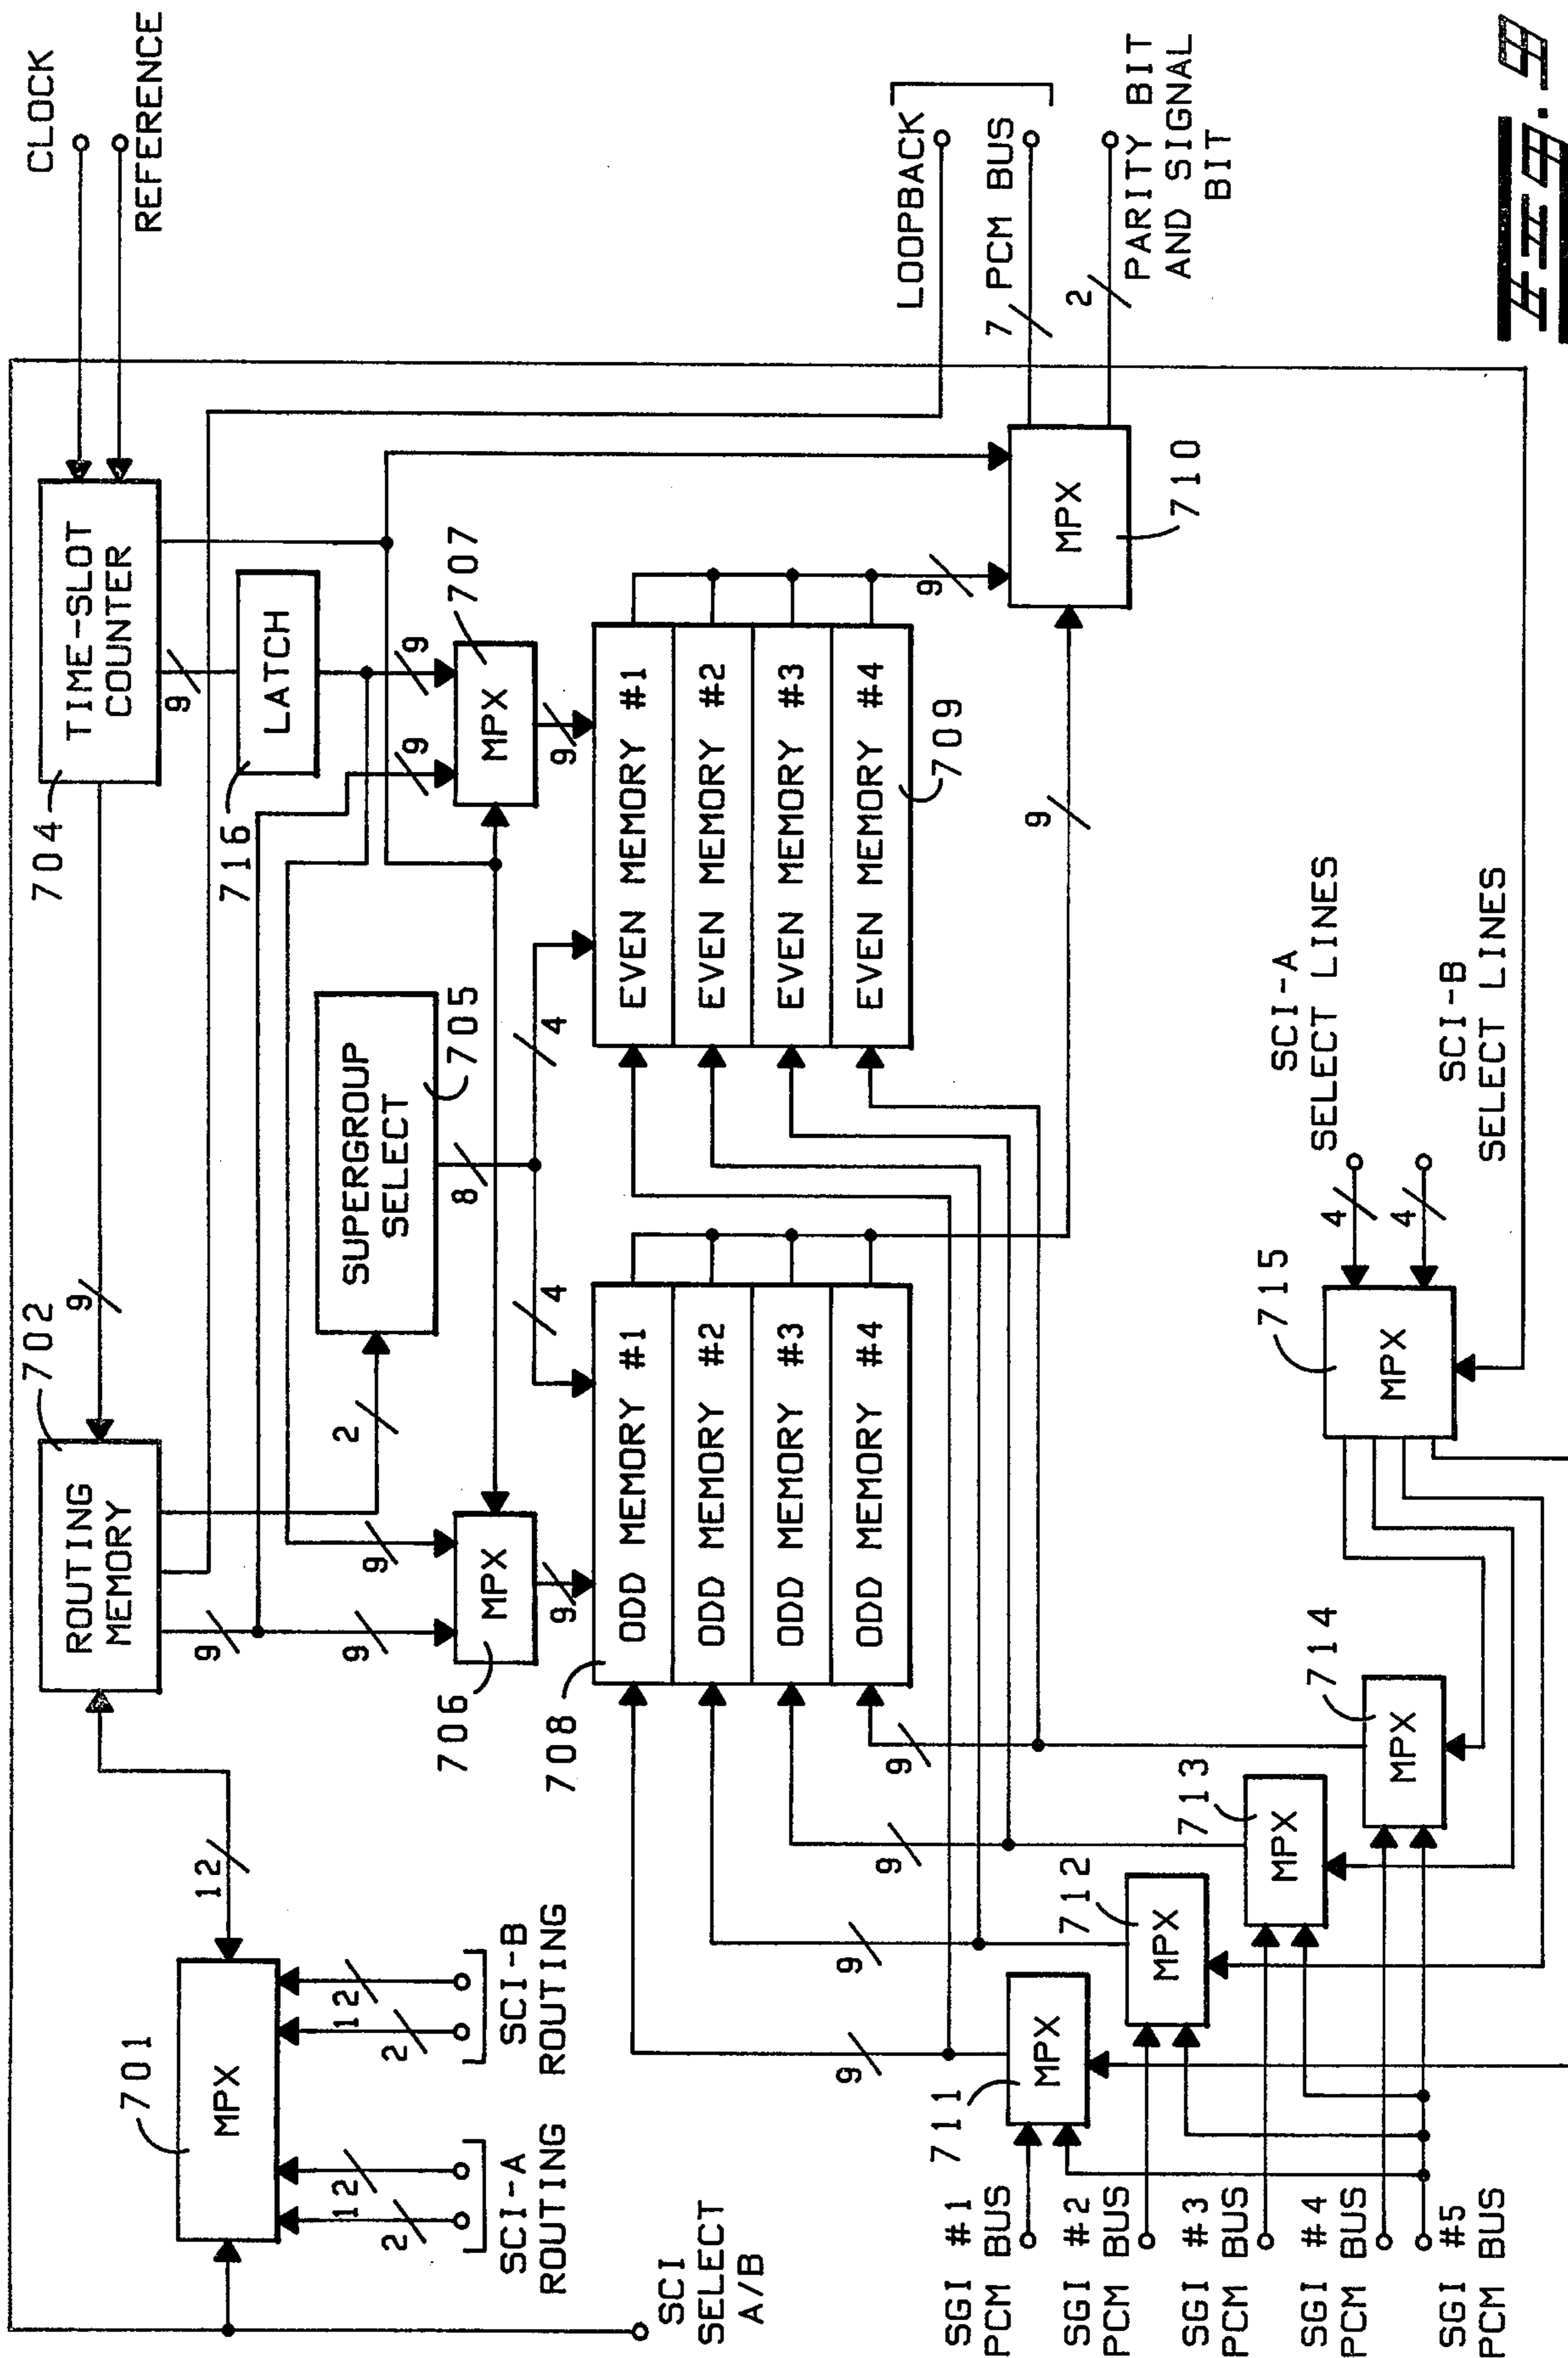 CLOCK
REFERENCE
704
TIME-SLOT
COUNTER
702
ROUTING
MEMORY
9
701
MPX
12
2
12
SCI-A
ROUTING
2
12
SCI-B
ROUTING
SCI
SELECT
A/B
9
9
9
2
716
LATCH
9
9
9
SUPERGROUP
SELECT
705
8
4
4
706
MPX
9
707
MPX
9
708
ODD MEMORY #1
ODD MEMORY #2
ODD MEMORY #3
ODD MEMORY #4
EVEN MEMORY #1
EVEN MEMORY #2
EVEN MEMORY #3
EVEN MEMORY #4
709
9
9
MPX
710
LOOPBACK
7 PCM BUS
2
PARITY BIT
AND SIGNAL
BIT
9
9
9
9
711
MPX
712
MPX
713
MPX
714
MPX
715
MPX
4
4
SCI-A
SELECT LINES
SCI-B
SELECT LINES
SGI #1
PCM BUS
SGI #2
PCM BUS
SGI #3
PCM BUS
SGI #4
PCM BUS
SGI #5
PCM BUS
FIG. 9